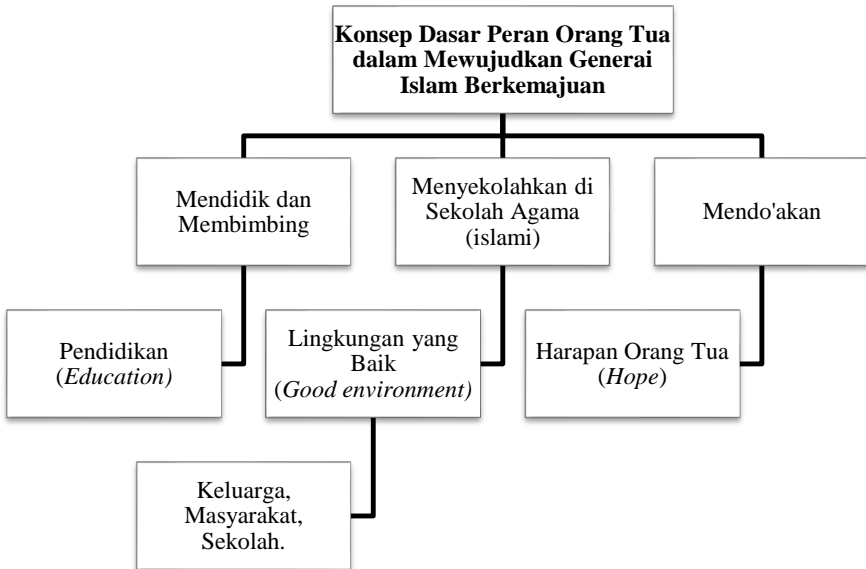 Konsep Dasar Peran Orang Tua
dalam Mewujudkan Generai
Islam Berkemajuan
Mendidik dan
Membimbing
Menyekolahkan di
Sekolah Agama
(islami)
Mendo'akan
Pendidikan
(Education)
Lingkungan yang
Baik
(Good environment)
Harapan Orang Tua
(Hope)
Keluarga,
Masyarakat,
Sekolah.